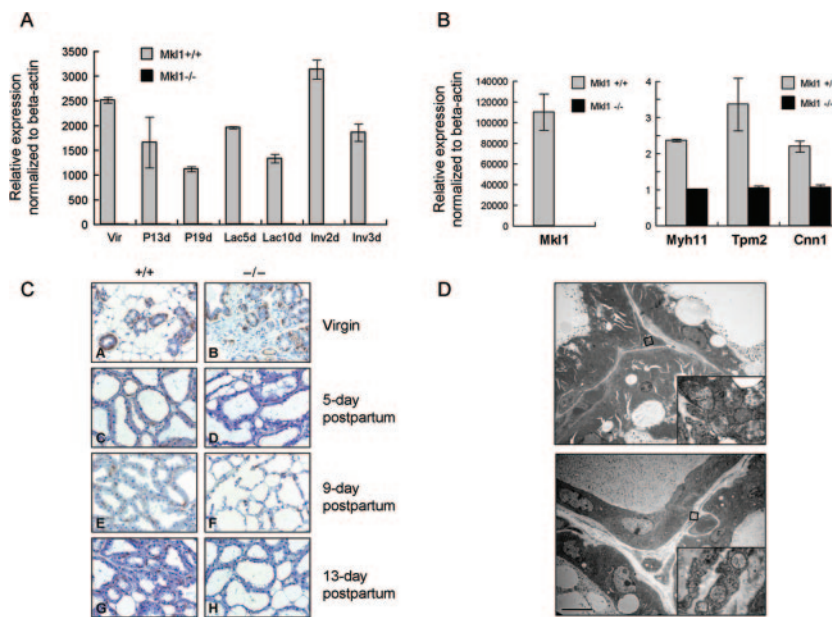 A
Mkl1+/+
Mkl1-/-
Relative expression
normalized to beta-actin
3500
3000
2500
2000
1500
1000
500
0
Vir P13d P19d Lac5d Lac10d Inv2d Inv3d
B
Relative expression
normalized to beta-actin
140000
120000
100000
80000
60000
40000
20000
0
Mkl1 +/+
Mkl1 -/-
Mkl1
4
3
2
1
0
Mkl1 +/
Mkl1 -/-
Myh11 Tpm2 Cnn1
C
+/+ −/−
A B Virgin
C D 5-day
postpartum
E F 9-day
postpartum
G H 13-day
postpartum
D